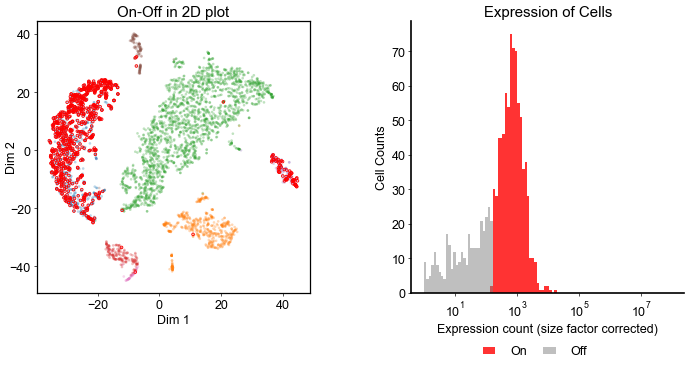 On-Off in 2D plot
Dim 2
40
20
0
−20
−40
−20 0 20 40
Dim 1
Expression of Cells
Cell Counts
70
60
50
40
30
20
10
0
10^1 10^3 10^5 10^7
Expression count (size factor corrected)
On Off